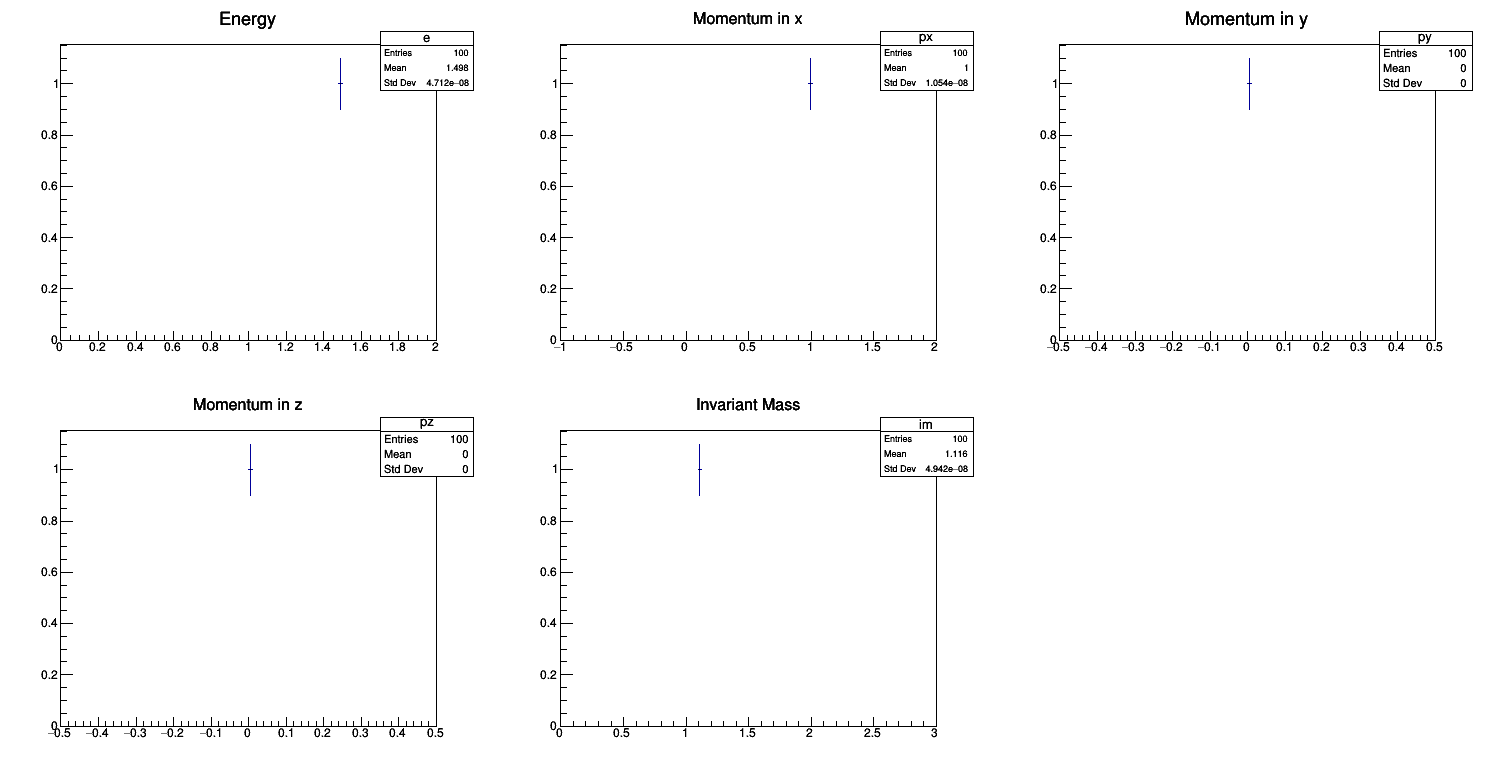 Energy
e
Entries 100
Mean 1.498
Std Dev 4.712e−08
1
0.8
0.6
0.4
0.2
0
0 0.2 0.4 0.6 0.8 1 1.2 1.4 1.6 1.8 2
Momentum in x
px
Entries 100
Mean 1
Std Dev 1.054e−08
1
0.8
0.6
0.4
0.2
0
−1 −0.5 0 0.5 1 1.5 2
Momentum in y
py
Entries 100
Mean 0
Std Dev 0
1
0.8
0.6
0.4
0.2
0
−0.5 −0.4 −0.3 −0.2 −0.1 0 0.1 0.2 0.3 0.4 0.5
Momentum in z
pz
Entries 100
Mean 0
Std Dev 0
1
0.8
0.6
0.4
0.2
0
−0.5 −0.4 −0.3 −0.2 −0.1 0 0.1 0.2 0.3 0.4 0.5
Invariant Mass
im
Entries 100
Mean 1.116
Std Dev 4.942e−08
1
0.8
0.6
0.4
0.2
0
0 0.5 1 1.5 2 2.5 3